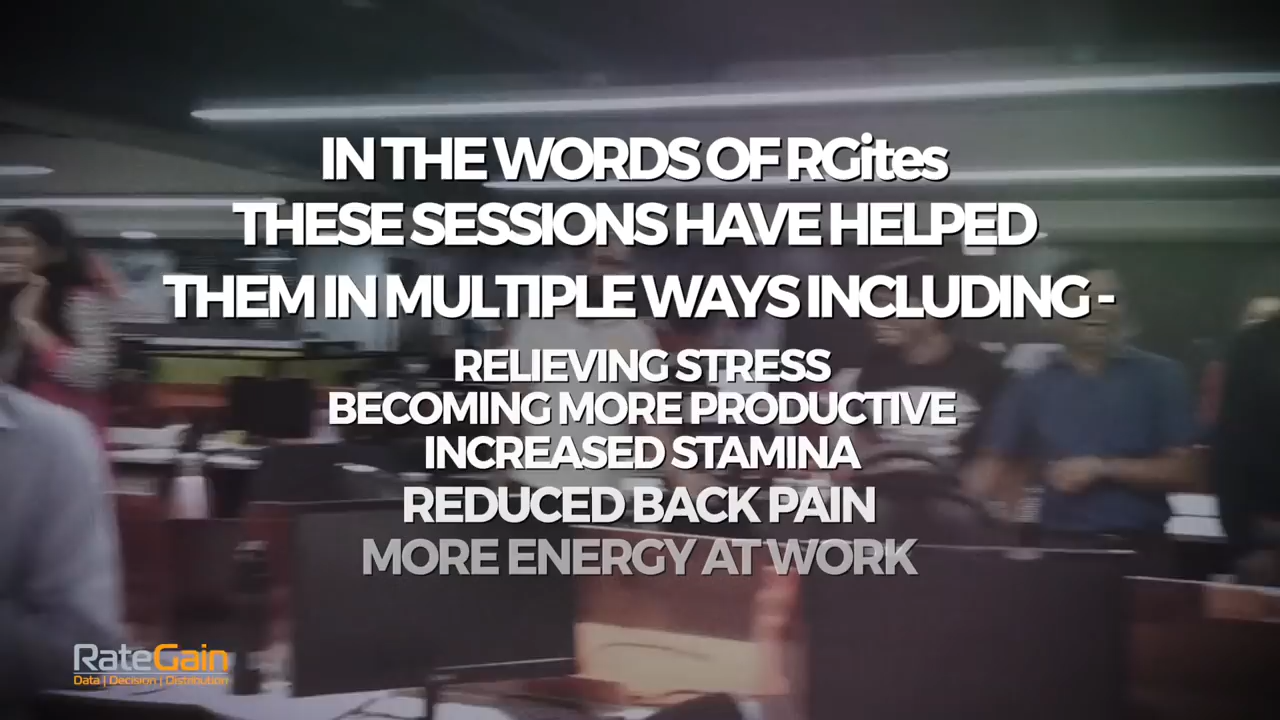 IN THE WORDS OF RGites
THESE SESSIONS HAVE HELPED
THEM IN MULTIPLE WAYS INCLUDING -
RELIEVING STRESS
BECOMING MORE PRODUCTIVE
INCREASED STAMINA
REDUCED BACK PAIN
MORE ENERGY AT WORK
RateGain
Data | Decision | Distribution